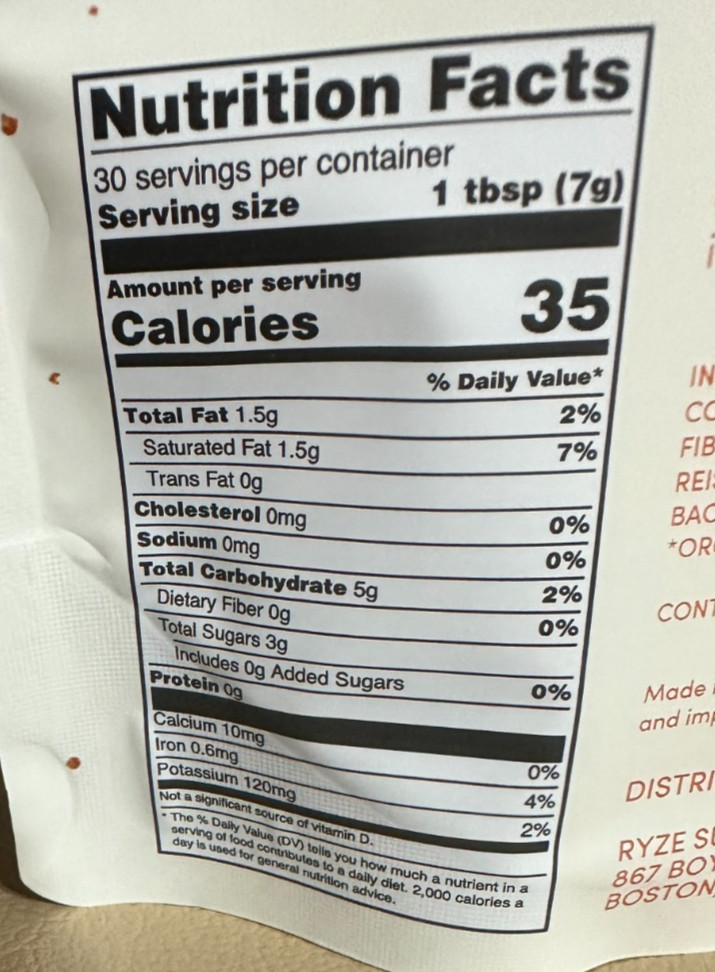 Nutrition Facts
30 servings per container
Serving size 1 tbsp (7g)
Amount per serving
Calories 35
% Daily Value*
Total Fat 1.5g 2%
Saturated Fat 1.5g 7%
Trans Fat 0g
Cholesterol 0mg 0%
Sodium 0mg 0%
Total Carbohydrate 5g 2%
Dietary Fiber 0g 0%
Total Sugars 3g
Includes 0g Added Sugars 0%
Protein 0g
Calcium 10mg 0%
Iron 0.6mg 4%
Potassium 120mg 2%
Not a significant source of vitamin D.
* The % Daily Value (DV) tells you how much a nutrient in a
serving of food contributes to a daily diet. 2,000 calories a
day is used for general nutrition advice.
IN
CO
FIB
REIS
BAC
*OR
CONT
Made
and imp
DISTRI
RYZE SU
867 BOY
BOSTON,